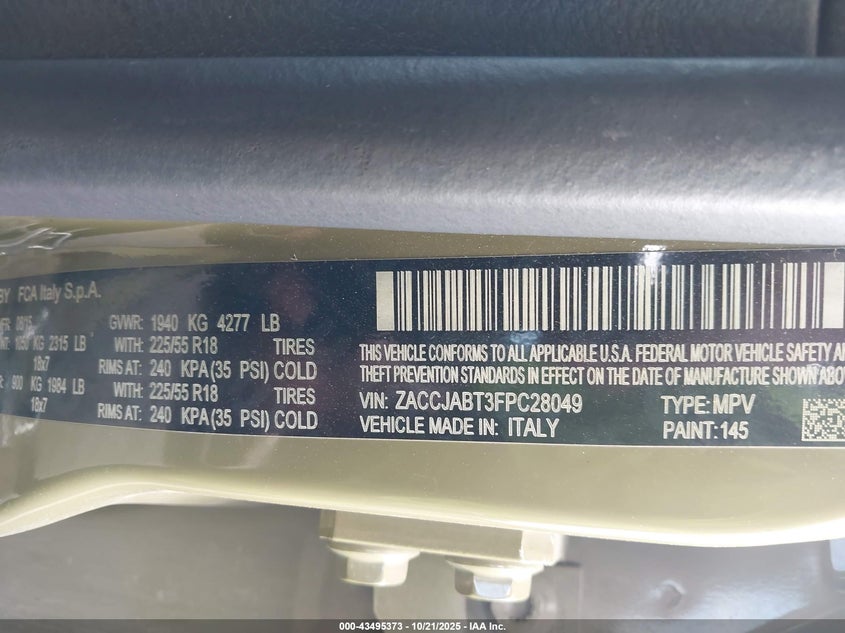 BY FCA Italy S.p.A.
GVWR: 1940 KG 4277 LB
KG 2315 LB WITH: 225/55 R18 TIRES
18x7 RIMS AT: 240 KPA (35 PSI) COLD
900 KG 1984 LB WITH: 225/55 R18 TIRES
18x7 RIMS AT: 240 KPA (35 PSI) COLD
THIS VEHICLE CONFORMS TO ALL APPLICABLE U.S.A. FEDERAL MOTOR VEHICLE SAFETY
THEFT PREVENTION STANDARDS IN EFFECT ON THE DATE OF MANUFACTURE SHOWN ABOV
VIN: ZACCJABT3FPC28049 TYPE: MPV
VEHICLE MADE IN: ITALY PAINT: 145
000-43495373 - 10/21/2025 - IAA Inc.